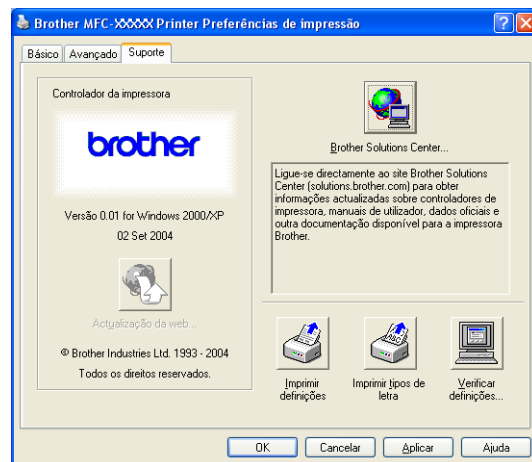 Brother MFC-XXXXX Printer Preferências de impressão
Básico Avançado Suporte
Controlador da impressora
brother
Versão 0.01 for Windows 2000/XP
02 Set 2004
Actualização da web...
© Brother Industries Ltd. 1993 - 2004
Todos os direitos reservados.
Brother Solutions Center...
Ligue-se directamente ao site Brother Solutions
Center (solutions.brother.com) para obter
informações actualizadas sobre controladores de
impressora, manuais de utilizador, dados oficiais e
outra documentação disponível para a impressora
Brother.
Imprimir
definições
ABC
Imprimir tipos de
letra
Verificar
definições...
OK Cancelar Aplicar Ajuda